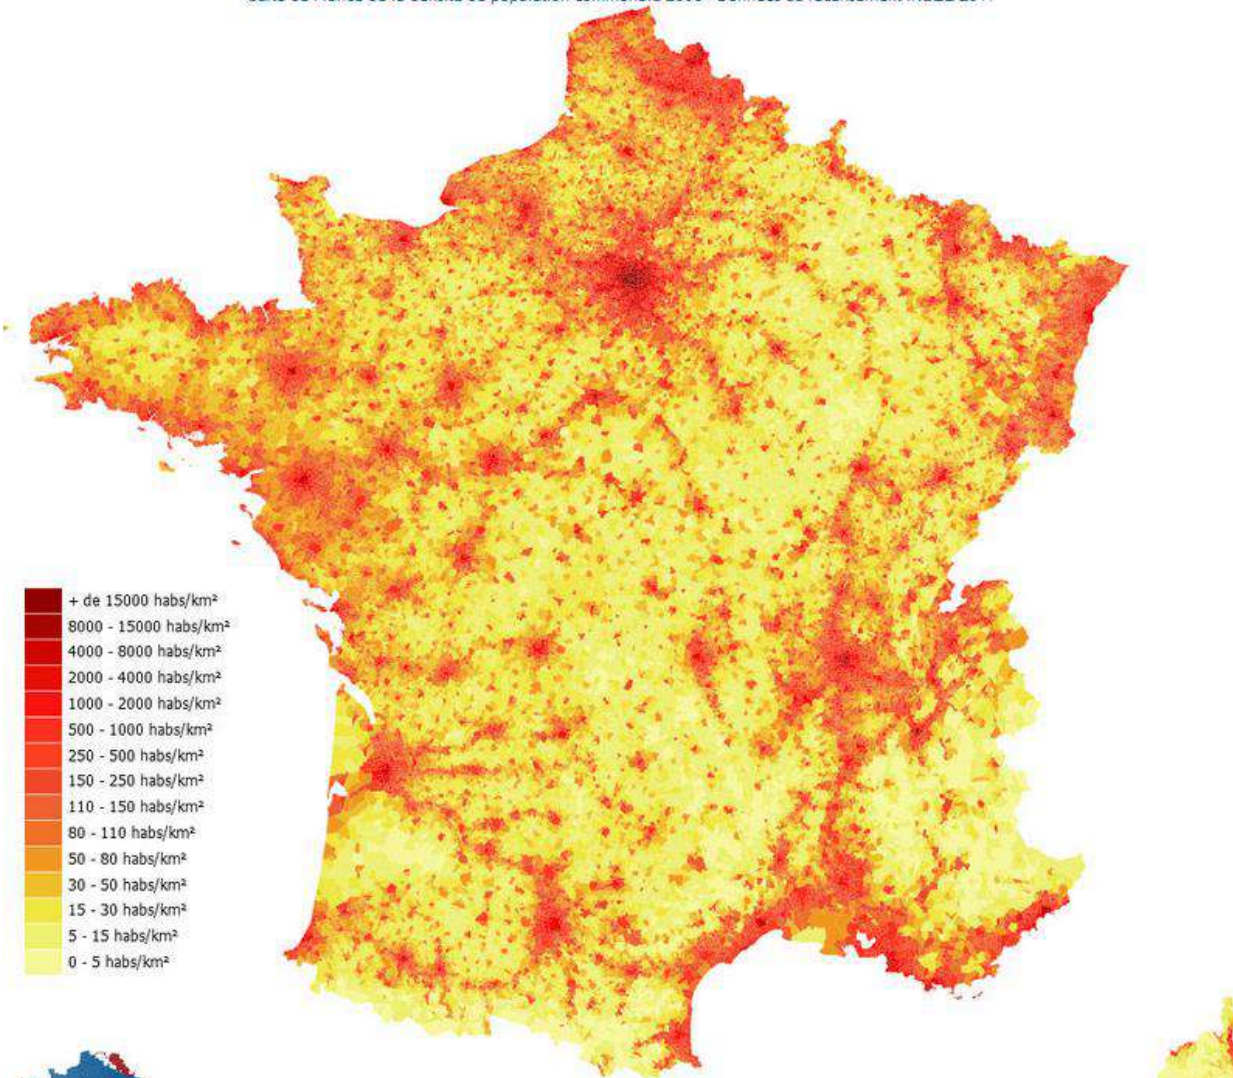 + de 15000 habs/km²
8000 - 15000 habs/km²
4000 - 8000 habs/km²
2000 - 4000 habs/km²
1000 - 2000 habs/km²
500 - 1000 habs/km²
250 - 500 habs/km²
150 - 250 habs/km²
110 - 150 habs/km²
80 - 110 habs/km²
50 - 80 habs/km²
30 - 50 habs/km²
15 - 30 habs/km²
5 - 15 habs/km²
0 - 5 habs/km²